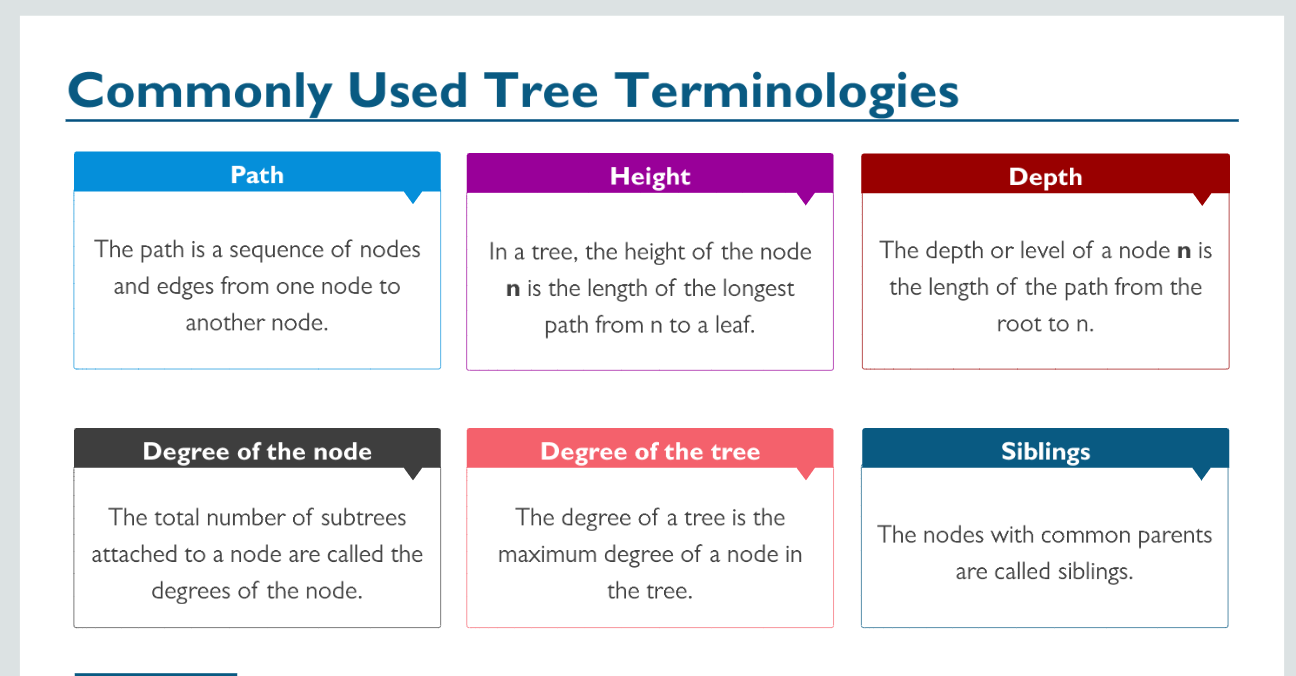 Commonly Used Tree Terminologies
Path
The path is a sequence of nodes
and edges from one node to
another node.
Height
In a tree, the height of the node
n is the length of the longest
path from n to a leaf.
Depth
The depth or level of a node n is
the length of the path from the
root to n.
Degree of the node
The total number of subtrees
attached to a node are called the
degrees of the node.
Degree of the tree
The degree of a tree is the
maximum degree of a node in
the tree.
Siblings
The nodes with common parents
are called siblings.